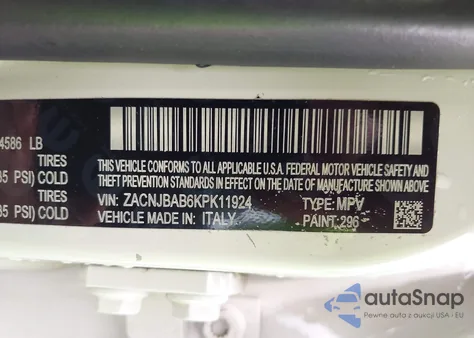 4586 LB
TIRES
THIS VEHICLE CONFORMS TO ALL APPLICABLE U.S.A. FEDERAL MOTOR VEHICLE SAFETY AND
35 PSI) COLD
THEFT PREVENTION STANDARDS IN EFFECT ON THE DATE OF MANUFACTURE SHOWN ABOVE.
TIRES
VIN: ZACNJBAB6KPK11924 TYPE: MPV
35 PSI) COLD
VEHICLE MADE IN: ITALY PAINT: 296
autoSnap
Pewne auta z aukcji USA - EU